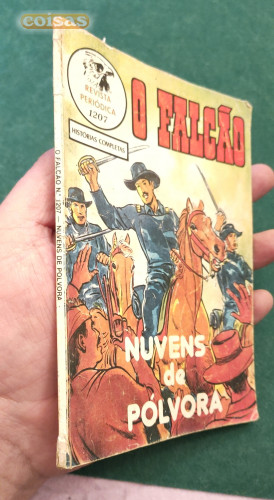 coisas
REVISTA
PERIÓDICA
1207
HISTÓRIAS COMPLETAS
O FALCÃO
NUVENS
de
PÓLVORA
O FALCÃO N.º 1207 — NUVENS DE PÓLVORA